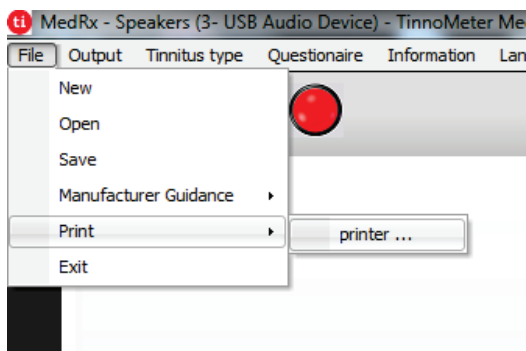 ti MedRx - Speakers (3- USB Audio Device) - TinnoMeter Me
File Output Tinnitus type Questionaire Information Lan
New
Open
Save
Manufacturer Guidance
Print
printer ...
Exit